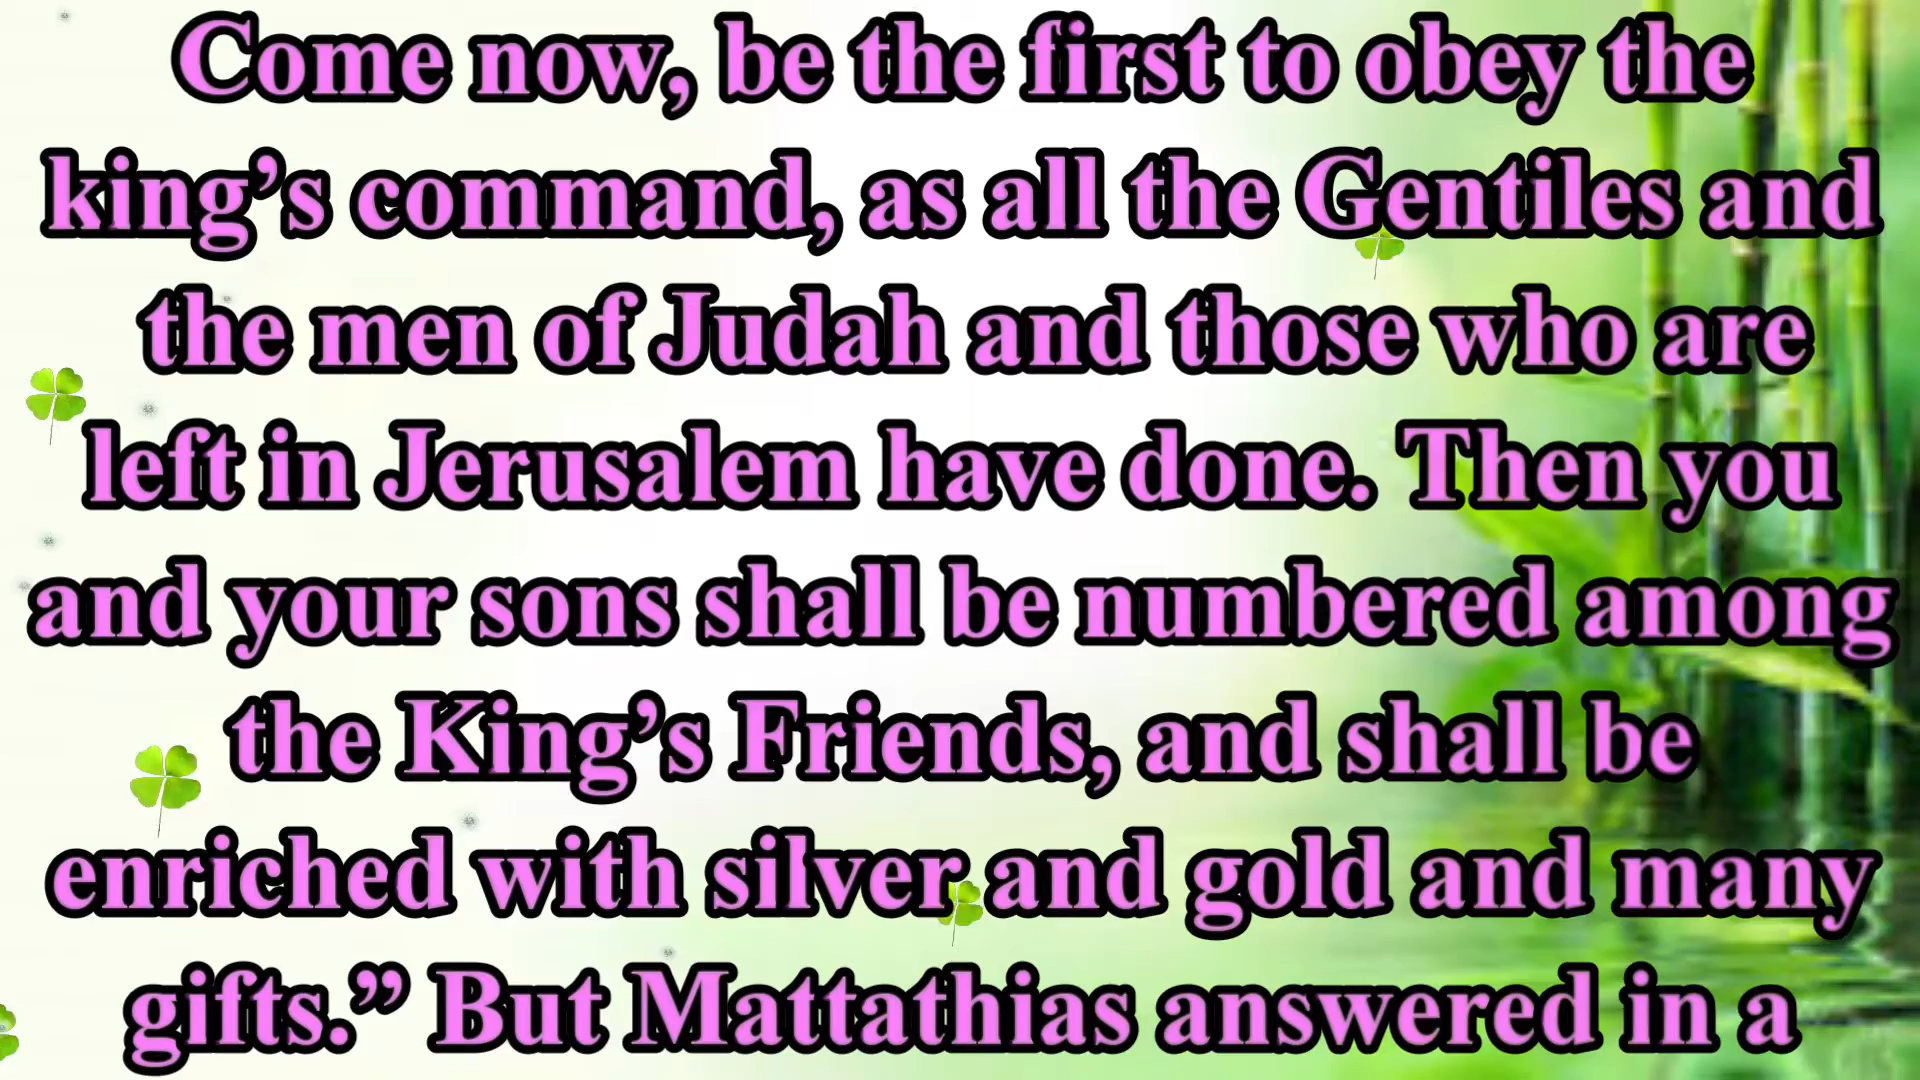 Come now, be the first to obey the
king’s command, as all the Gentiles and
the men of Judah and those who are
left in Jerusalem have done. Then you
and your sons shall be numbered among
the King’s Friends, and shall be
enriched with silver and gold and many
gifts.” But Mattathias answered in a